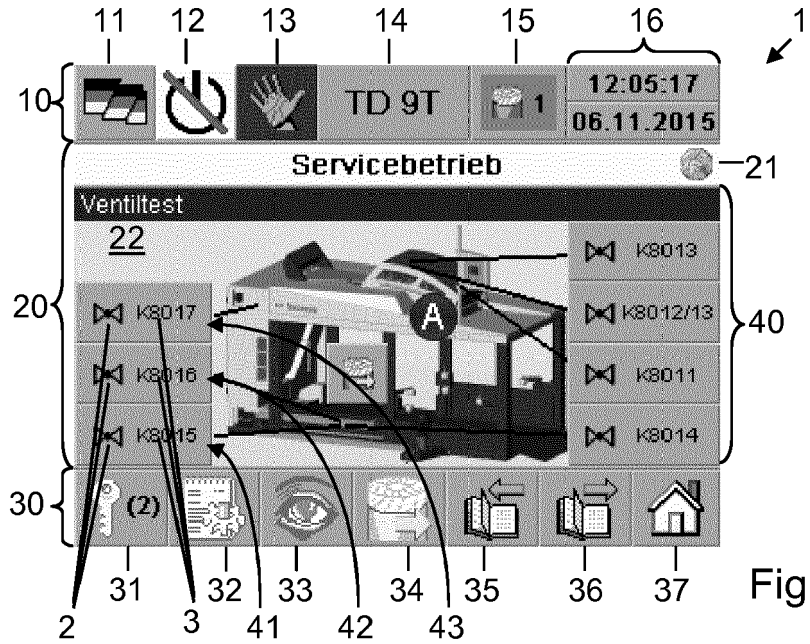 11 12 13 14 15 16 1
10 TD 9T 1 12:05:17
06.11.2015
Servicebetrieb 21
Ventiltest
22
K8013
20 K8017 K8012/13 40
A
K8016 K8011
K8015 K8014
30 (2)
31 32 33 34 35 36 37 Fig
2 3 41 42 43